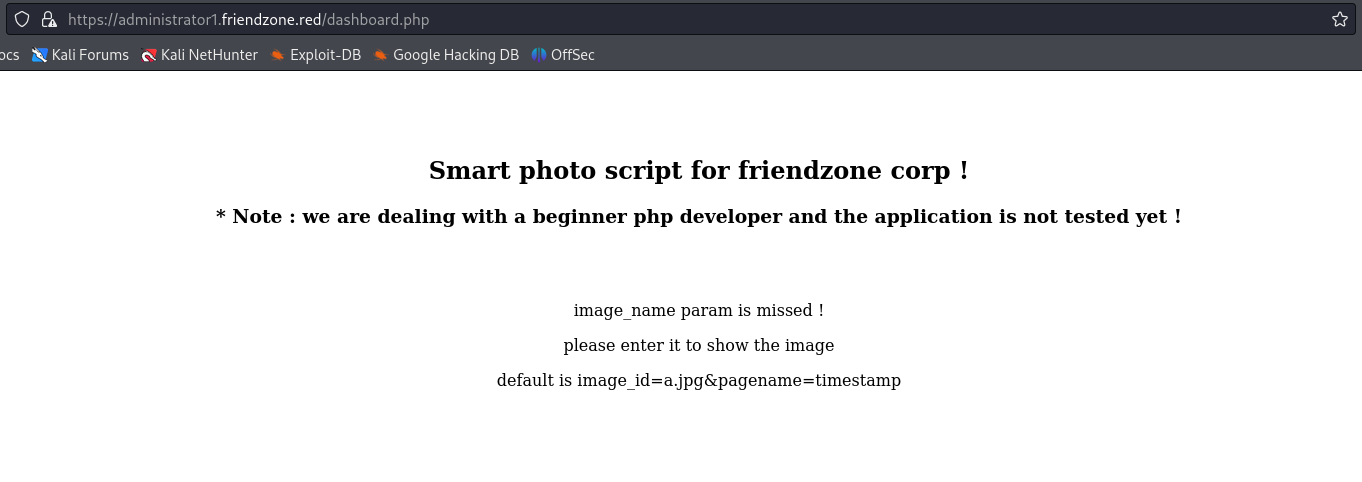 https://administrator1.friendzone.red/dashboard.php
ocs Kali Forums Kali NetHunter Exploit-DB Google Hacking DB OffSec
Smart photo script for friendzone corp !
* Note : we are dealing with a beginner php developer and the application is not tested yet !
image_name param is missed !
please enter it to show the image
default is image_id=a.jpg&pagename=timestamp